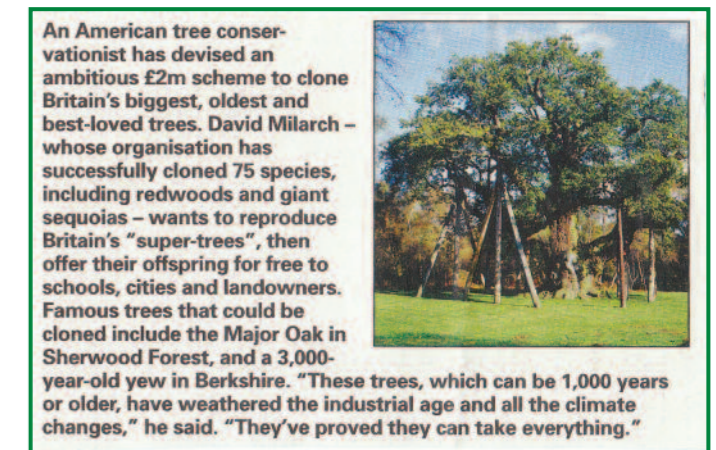 An American tree conser-
vationist has devised an
ambitious £2m scheme to clone
Britain's biggest, oldest and
best-loved trees. David Milarch –
whose organisation has
successfully cloned 75 species,
including redwoods and giant
sequoias – wants to reproduce
Britain's "super-trees", then
offer their offspring for free to
schools, cities and landowners.
Famous trees that could be
cloned include the Major Oak in
Sherwood Forest, and a 3,000-
year-old yew in Berkshire. "These trees, which can be 1,000 years
or older, have weathered the industrial age and all the climate
changes," he said. "They've proved they can take everything."